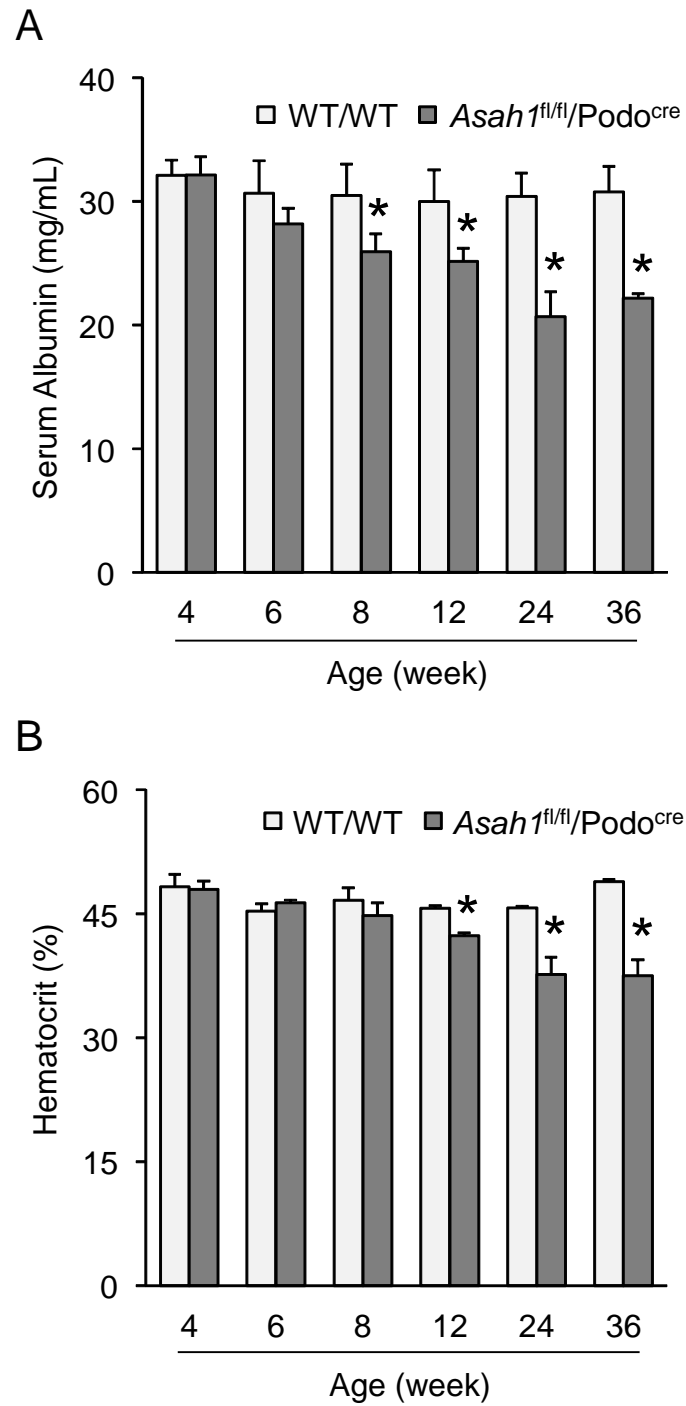 A
40
WT/WT Asah1fl/fl/Podocre
30
* * * *
20
10
0
Serum Albumin (mg/mL)
4 6 8 12 24 36
Age (week)
B
60
WT/WT Asah1fl/fl/Podocre
45
* * *
30
15
0
Hematocrit (%)
4 6 8 12 24 36
Age (week)